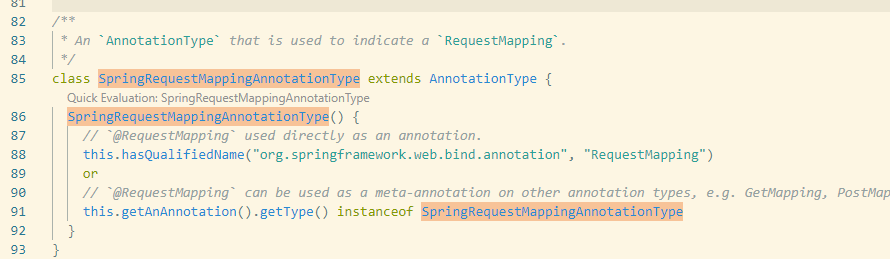 81
82 /**
83  * An `AnnotationType` that is used to indicate a `RequestMapping`.
84  */
85 class SpringRequestMappingAnnotationType extends AnnotationType {
Quick Evaluation: SpringRequestMappingAnnotationType
86   SpringRequestMappingAnnotationType() {
87     // `@RequestMapping` used directly as an annotation.
88     this.hasQualifiedName("org.springframework.web.bind.annotation", "RequestMapping")
89     or
90     // `@RequestMapping` can be used as a meta-annotation on other annotation types, e.g. GetMapping, PostMap
91     this.getAnAnnotation().getType() instanceof SpringRequestMappingAnnotationType
92   }
93 }